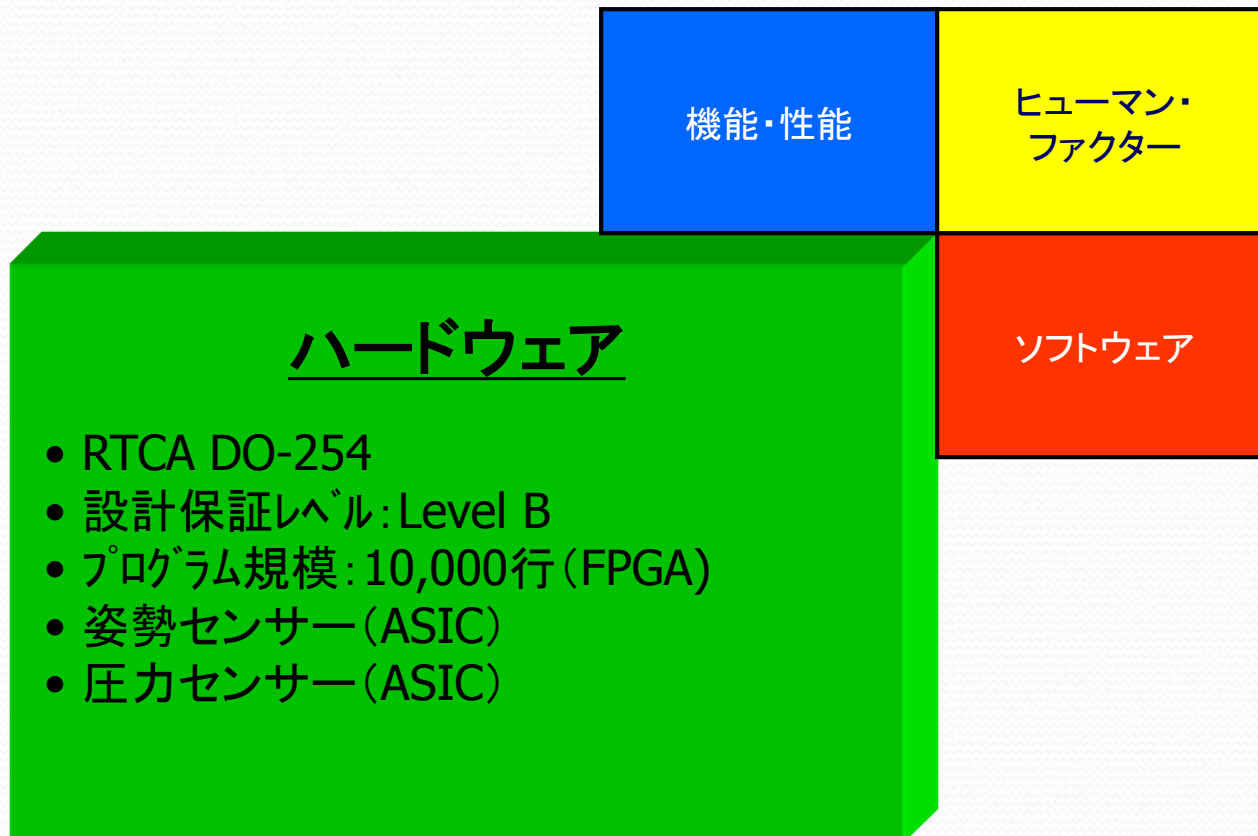 機能・性能
ヒューマン・
ファクター
ソフトウェア
ハードウェア
• RTCA DO-254
• 設計保証ﾚﾍﾞﾙ：Level B
• ﾌﾟﾛｸﾞﾗﾑ規模：10,000行（FPGA)
• 姿勢センサー（ASIC）
• 圧力センサー（ASIC）